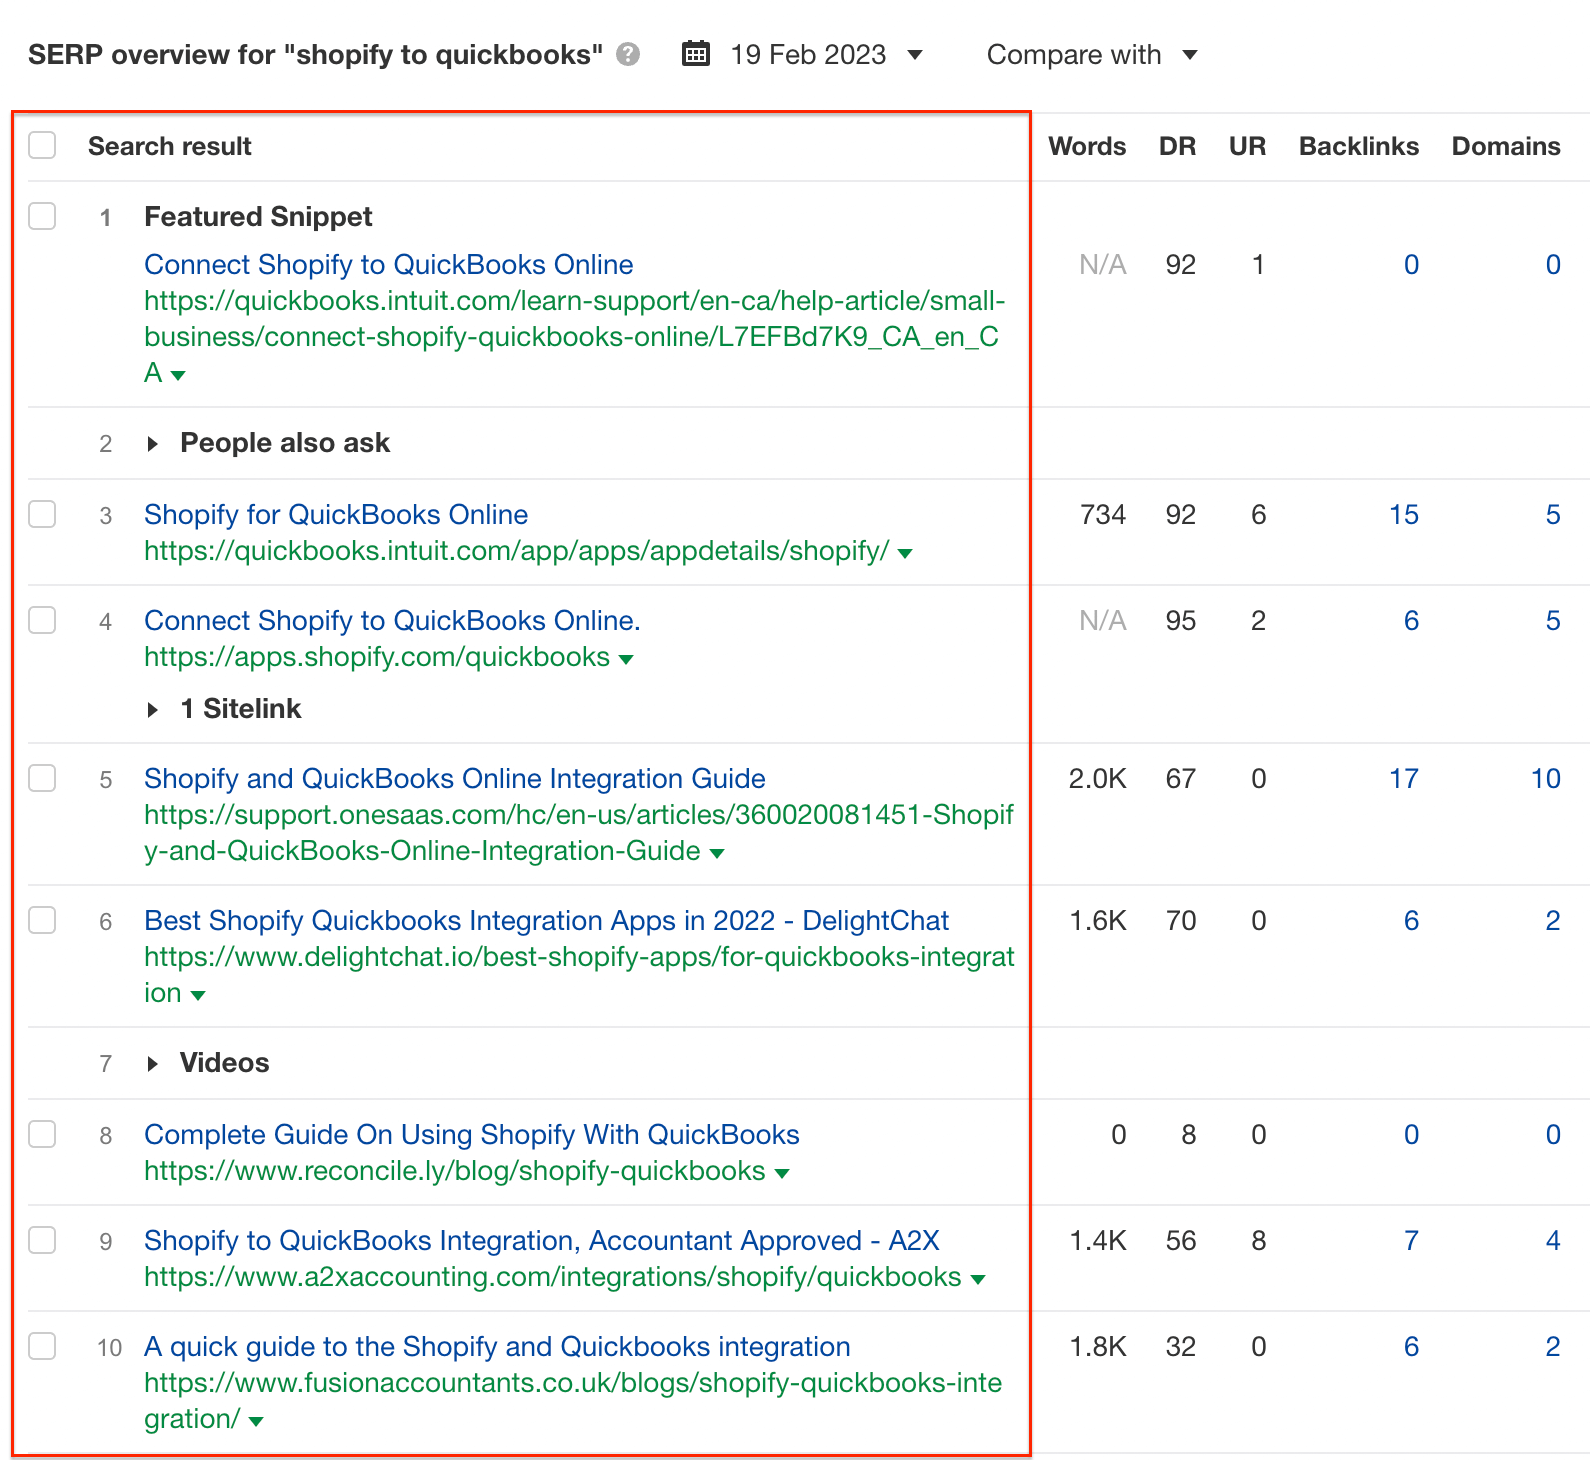 SERP overview for "shopify to quickbooks" ? 19 Feb 2023 Compare with
Search result Words DR UR Backlinks Domains
1 Featured Snippet
Connect Shopify to QuickBooks Online N/A 92 1 0 0
https://quickbooks.intuit.com/learn-support/en-ca/help-article/small-
business/connect-shopify-quickbooks-online/L7EFBd7K9_CA_en_C
A
2 People also ask
3 Shopify for QuickBooks Online 734 92 6 15 5
https://quickbooks.intuit.com/app/apps/appdetails/shopify/
4 Connect Shopify to QuickBooks Online. N/A 95 2 6 5
https://apps.shopify.com/quickbooks
1 Sitelink
5 Shopify and QuickBooks Online Integration Guide 2.0K 67 0 17 10
https://support.onesaas.com/hc/en-us/articles/360020081451-Shopif
y-and-QuickBooks-Online-Integration-Guide
6 Best Shopify Quickbooks Integration Apps in 2022 - DelightChat 1.6K 70 0 6 2
https://www.delightchat.io/best-shopify-apps/for-quickbooks-integrat
ion
7 Videos
8 Complete Guide On Using Shopify With QuickBooks 0 8 0 0 0
https://www.reconcile.ly/blog/shopify-quickbooks
9 Shopify to QuickBooks Integration, Accountant Approved - A2X 1.4K 56 8 7 4
https://www.a2xaccounting.com/integrations/shopify/quickbooks
10 A quick guide to the Shopify and Quickbooks integration 1.8K 32 0 6 2
https://www.fusionaccountants.co.uk/blogs/shopify-quickbooks-inte
gration/